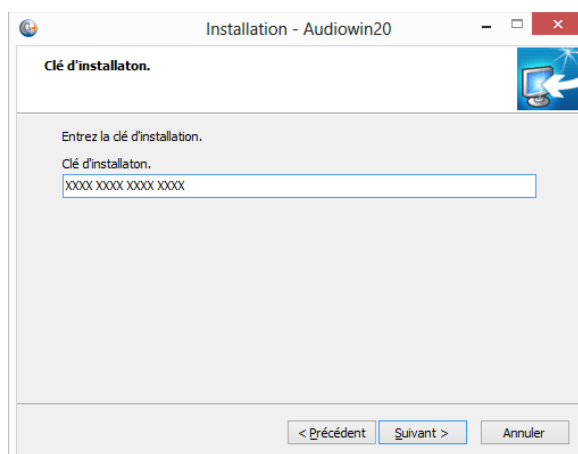 Installation - Audiowin20
Clé d'installaton.
Entrez la clé d'installation.
Clé d'installaton.
XXXX XXXX XXXX XXXX
< Précédent Suivant > Annuler